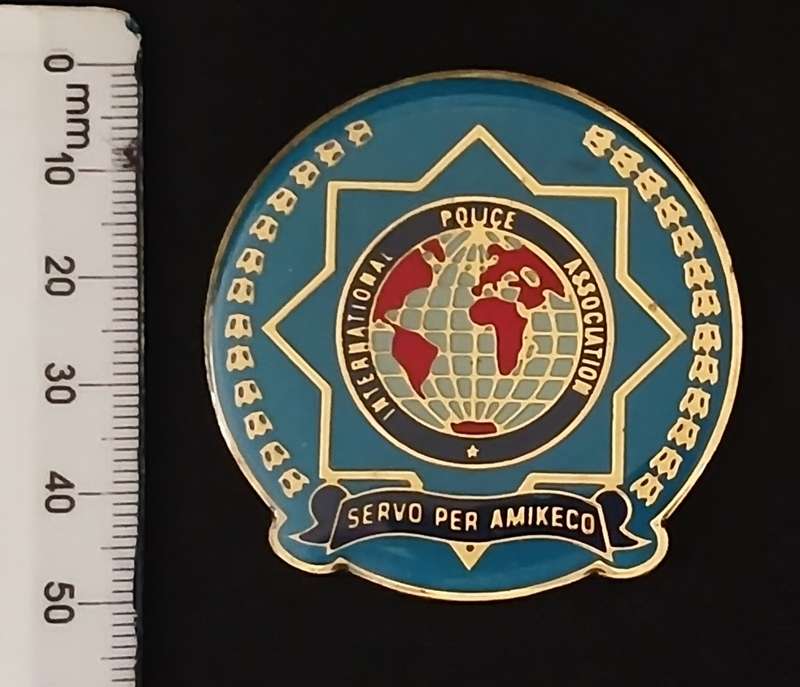 0
mm
10
20
30
40
50
INTERNATIONAL POLICE ASSOCIATION
SERVO PER AMIKECO